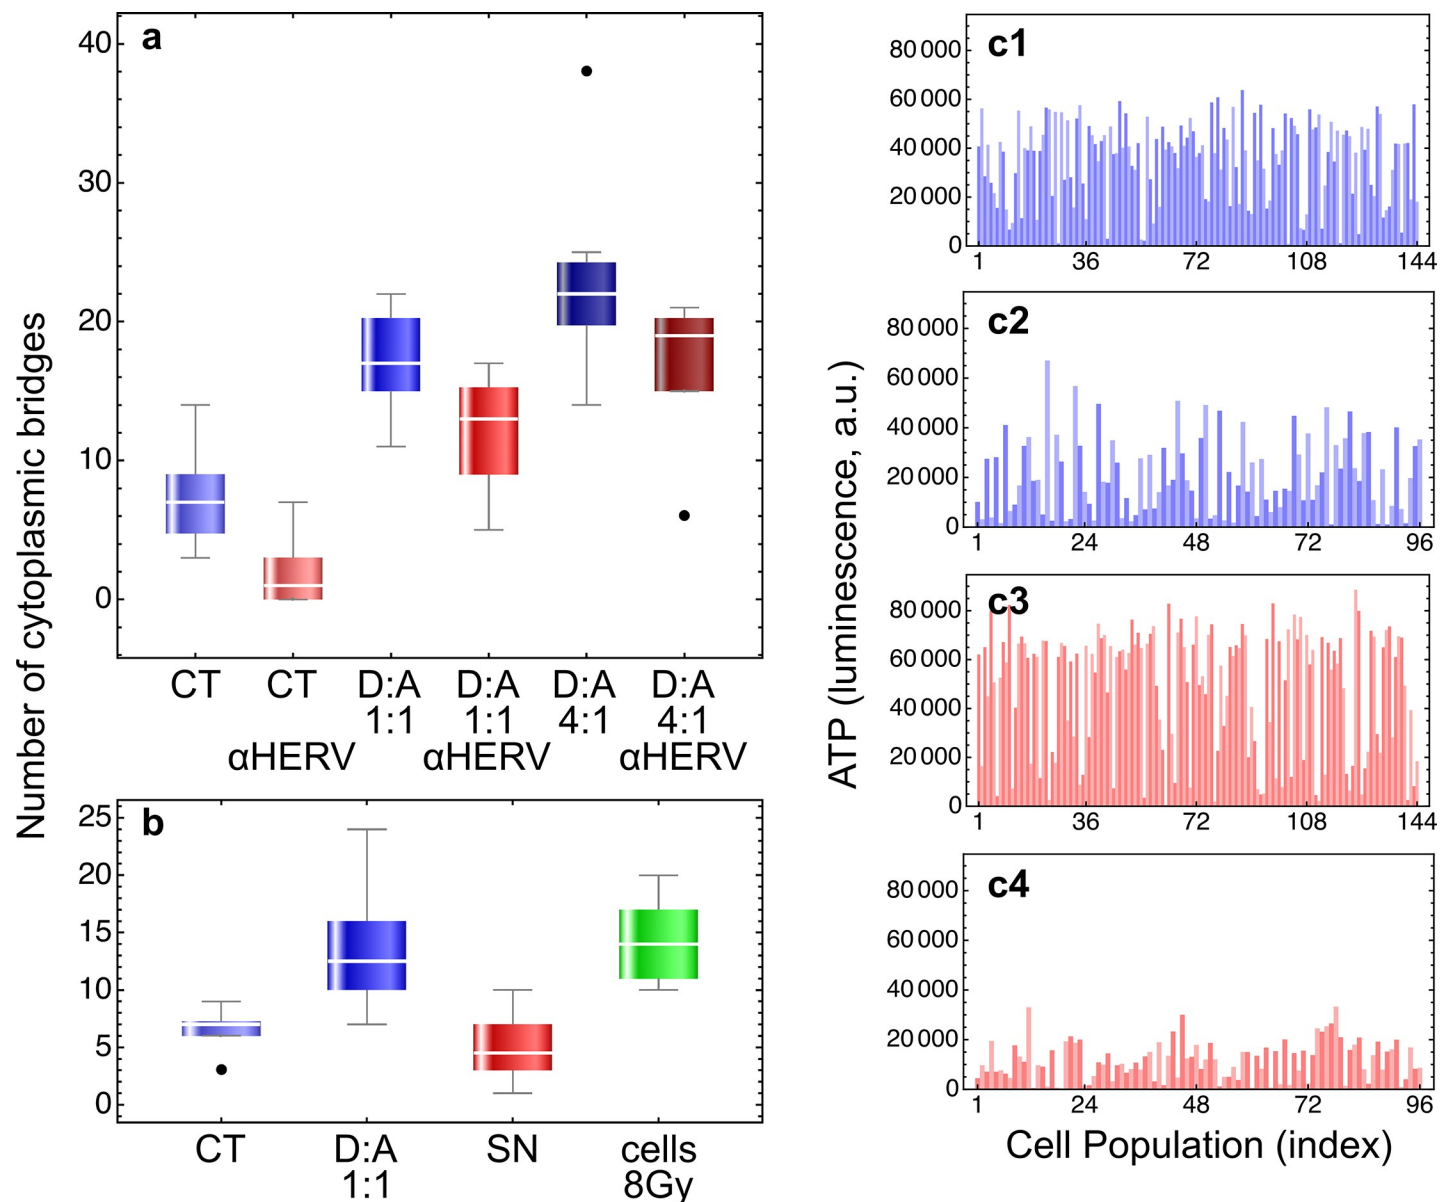 a
40
30
20
10
0
Number of cytoplasmic bridges
CT CT D:A D:A D:A D:A
1:1 1:1 4:1 4:1
αHERV αHERV αHERV
b
25
20
15
10
5
0
CT D:A SN cells
1:1 8Gy
ATP (luminescence, a.u.)
c1
80 000
60 000
40 000
20 000
0
1 36 72 108 144
c2
80 000
60 000
40 000
20 000
0
1 24 48 72 96
c3
80 000
60 000
40 000
20 000
0
1 36 72 108 144
c4
80 000
60 000
40 000
20 000
0
1 24 48 72 96
Cell Population (index)